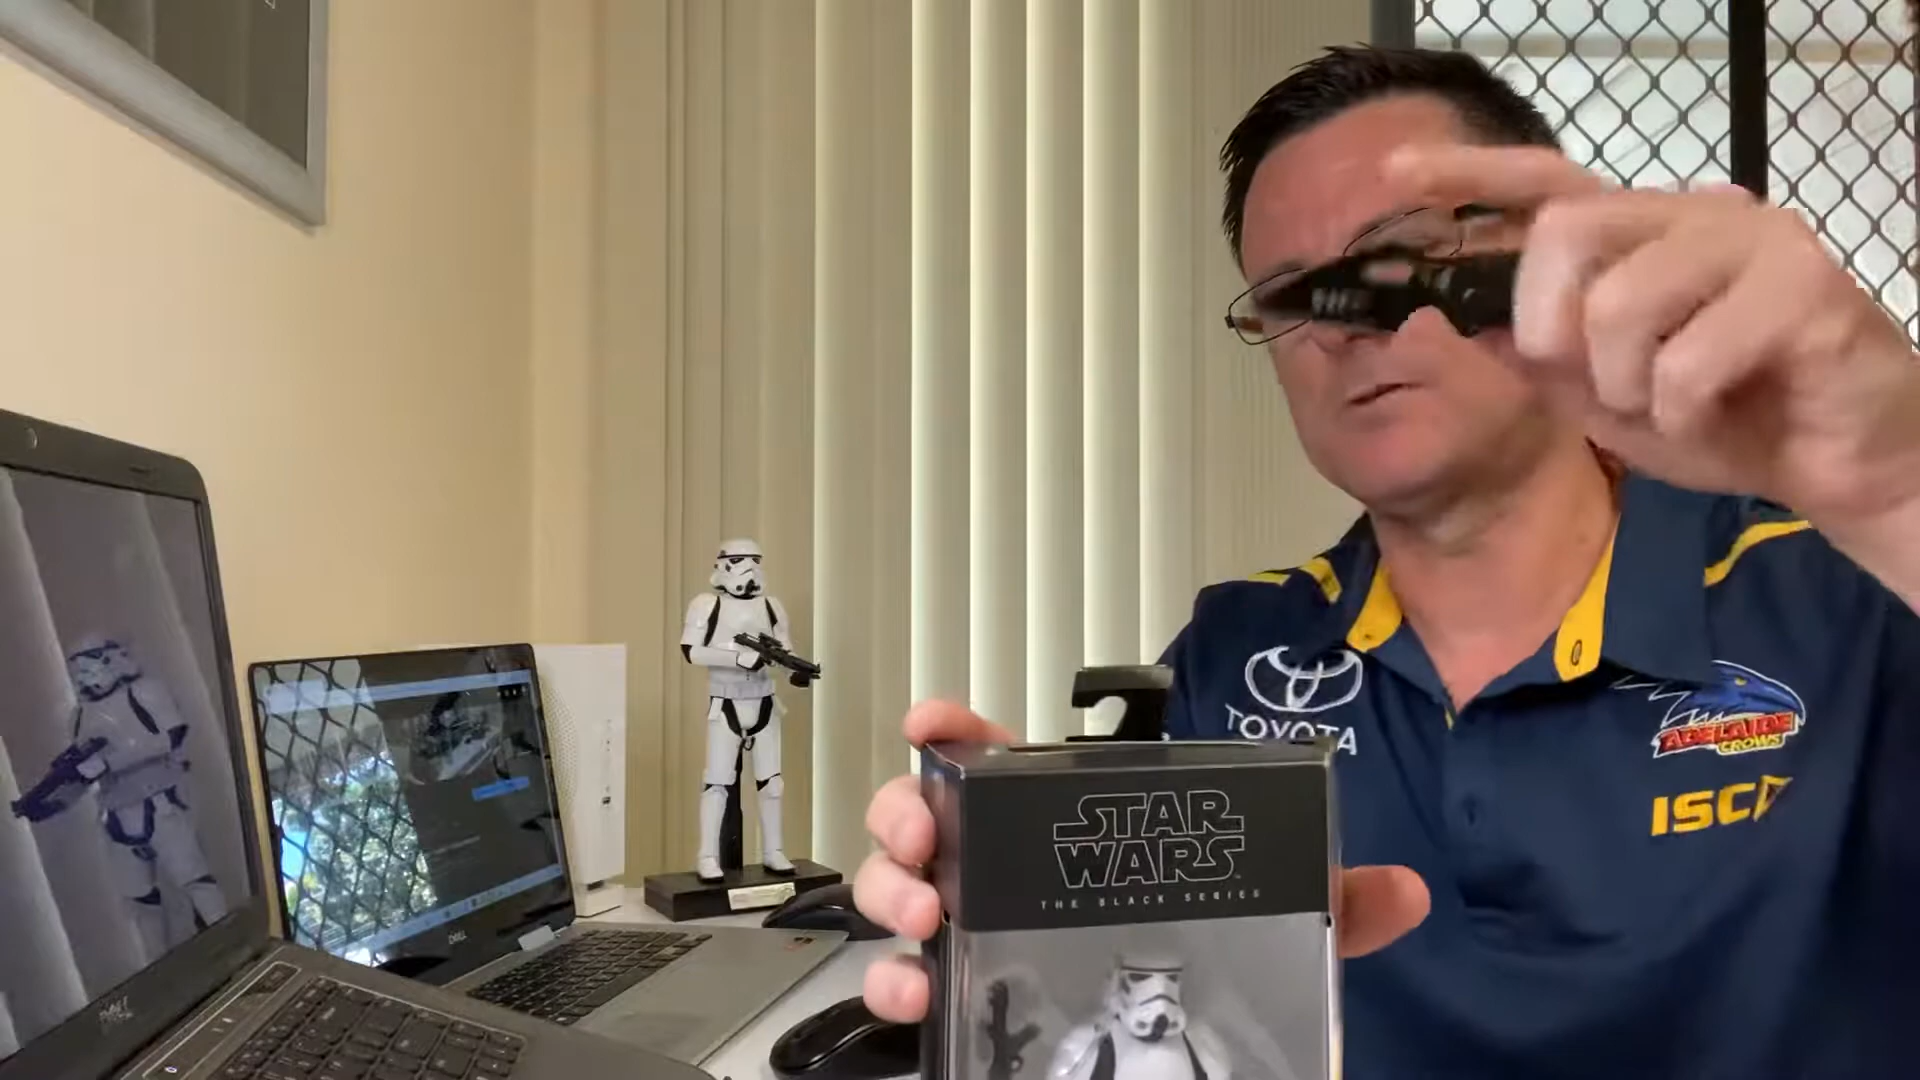 TOYOTA
ADELAIDE
CROWS
ISC
STAR
WARS
THE BLACK SERIES
DELL